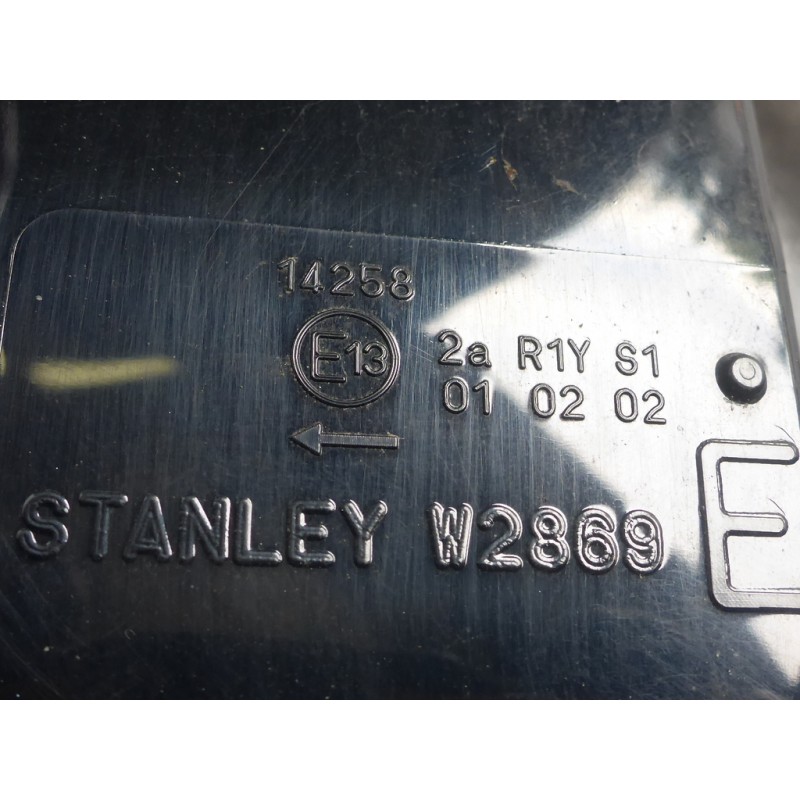 14258
E13 2a R1Y S1
01 02 02
STANLEY W2869
E